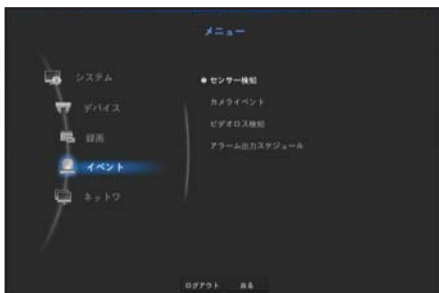 メニュー
システム
デバイス
録画
イベント
ネットワ
センサー検知
カメライベント
ビデオロス検知
アラーム出力スケジュール
ログアウト 戻る